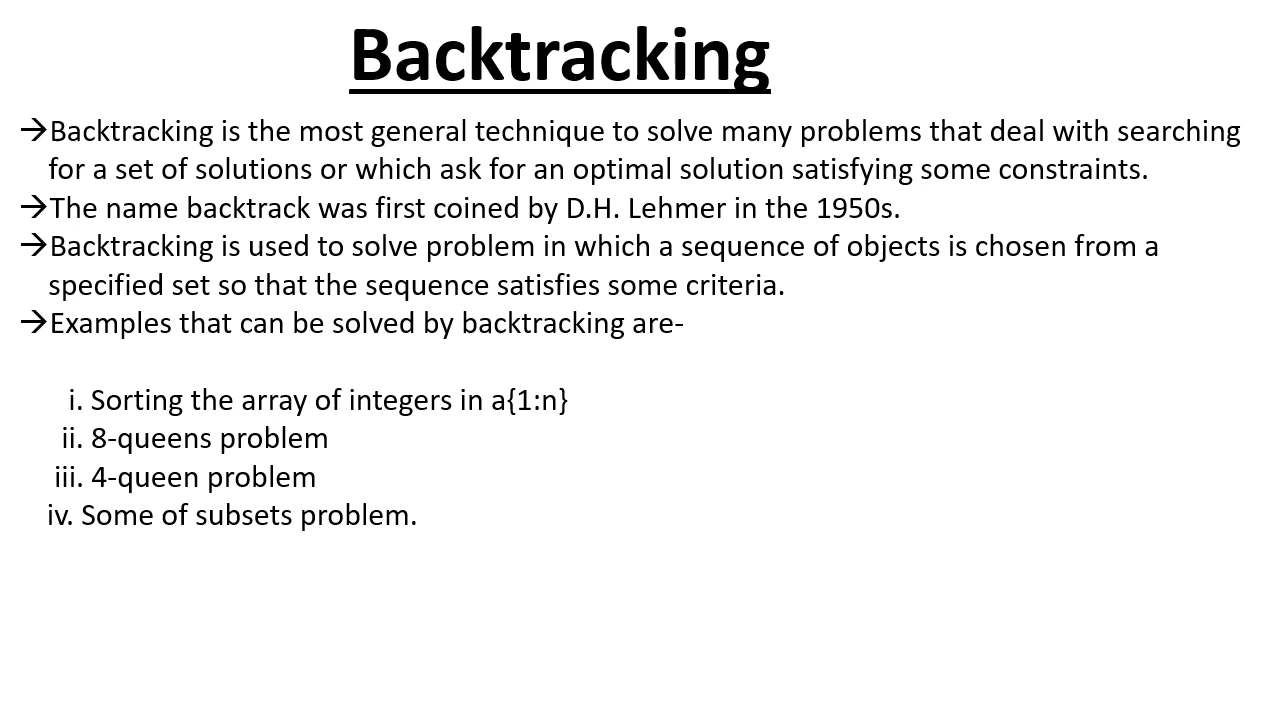 Backtracking
→Backtracking is the most general technique to solve many problems that deal with searching
for a set of solutions or which ask for an optimal solution satisfying some constraints.
→The name backtrack was first coined by D.H. Lehmer in the 1950s.
→Backtracking is used to solve problem in which a sequence of objects is chosen from a
specified set so that the sequence satisfies some criteria.
→Examples that can be solved by backtracking are-
i. Sorting the array of integers in a{1:n}
ii. 8-queens problem
iii. 4-queen problem
iv. Some of subsets problem.